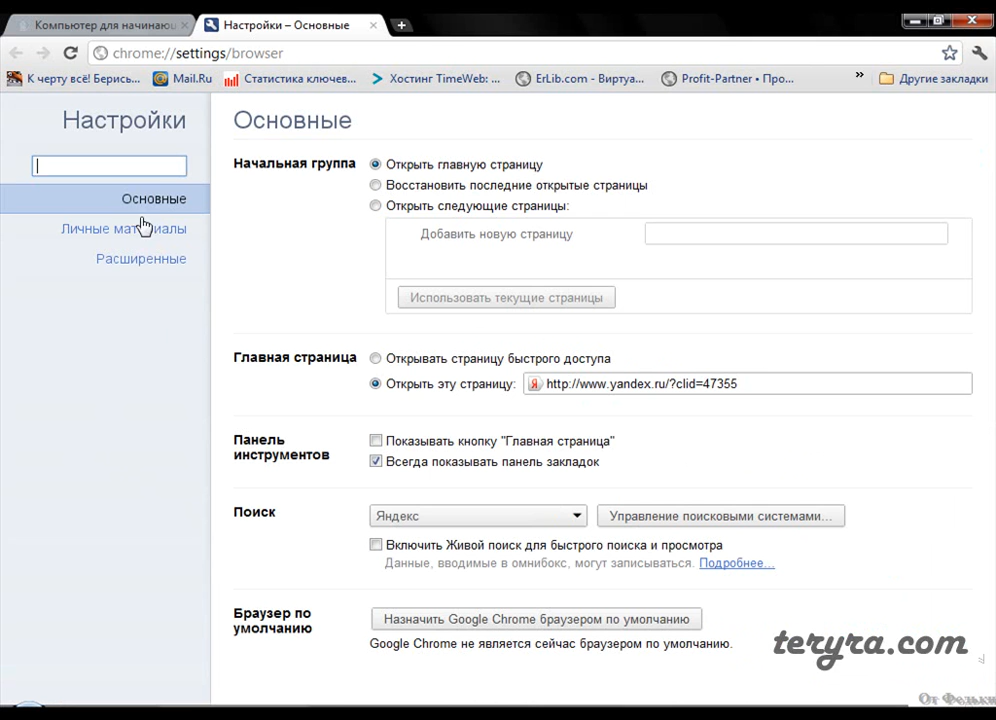 Компьютер для начинающ
Настройки – Основные
chrome://settings/browser
К черту всё! Берись...
Mail.Ru
Статистика ключев...
Хостинг TimeWeb: ...
ErLib.com - Виртуа...
Profit-Partner • Про...
»
Другие закладки
Настройки
Основные
Личные материалы
Расширенные
Основные
Начальная группа
Открыть главную страницу
Восстановить последние открытые страницы
Открыть следующие страницы:
Добавить новую страницу
Использовать текущие страницы
Главная страница
Открывать страницу быстрого доступа
Открыть эту страницу:
http://www.yandex.ru/?clid=47355
Панель
инструментов
Показывать кнопку "Главная страница"
Всегда показывать панель закладок
Поиск
Яндекс
Управление поисковыми системами...
Включить Живой поиск для быстрого поиска и просмотра
Данные, вводимые в омнибокс, могут записываться. Подробнее...
Браузер по
умолчанию
Назначить Google Chrome браузером по умолчанию
Google Chrome не является сейчас браузером по умолчанию.
teryra.com
От Фельки